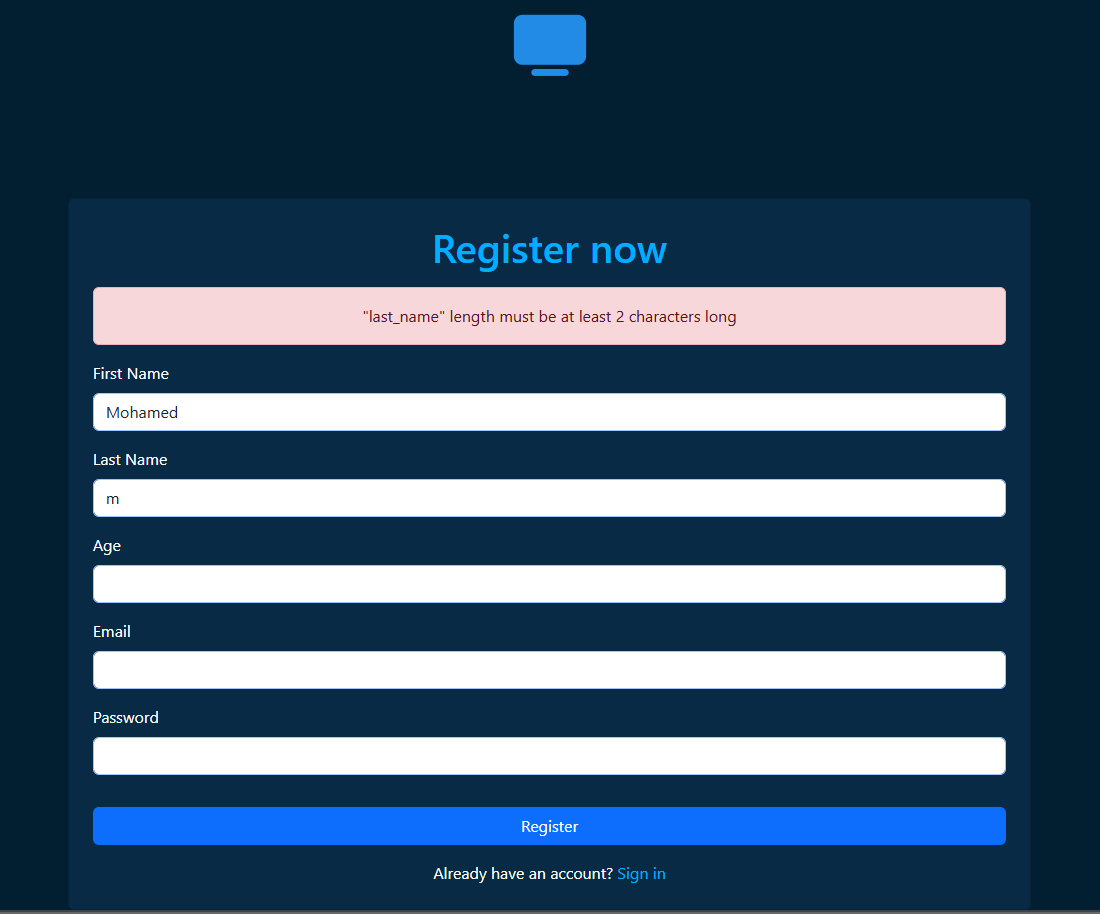 Register now
"last_name" length must be at least 2 characters long
First Name
Mohamed
Last Name
m
Age
Email
Password
Register
Already have an account? Sign in